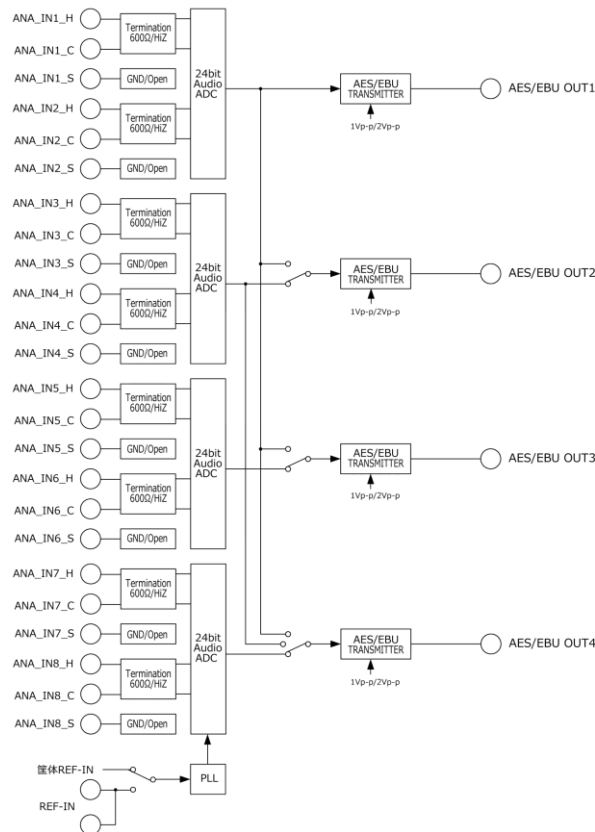 ANA_IN1_H
ANA_IN1_C
ANA_IN1_S
ANA_IN2_H
ANA_IN2_C
ANA_IN2_S
Termination
600Ω/HiZ
GND/Open
Termination
600Ω/HiZ
GND/Open
24bit
Audio
ADC
AES/EBU
TRANSMITTER
1Vp-p/2Vp-p
AES/EBU OUT1
ANA_IN3_H
ANA_IN3_C
ANA_IN3_S
ANA_IN4_H
ANA_IN4_C
ANA_IN4_S
Termination
600Ω/HiZ
GND/Open
Termination
600Ω/HiZ
GND/Open
24bit
Audio
ADC
AES/EBU
TRANSMITTER
1Vp-p/2Vp-p
AES/EBU OUT2
ANA_IN5_H
ANA_IN5_C
ANA_IN5_S
ANA_IN6_H
ANA_IN6_C
ANA_IN6_S
Termination
600Ω/HiZ
GND/Open
Termination
600Ω/HiZ
GND/Open
24bit
Audio
ADC
AES/EBU
TRANSMITTER
1Vp-p/2Vp-p
AES/EBU OUT3
ANA_IN7_H
ANA_IN7_C
ANA_IN7_S
ANA_IN8_H
ANA_IN8_C
ANA_IN8_S
Termination
600Ω/HiZ
GND/Open
Termination
600Ω/HiZ
GND/Open
24bit
Audio
ADC
AES/EBU
TRANSMITTER
1Vp-p/2Vp-p
AES/EBU OUT4
筐体REF-IN
REF-IN
PLL